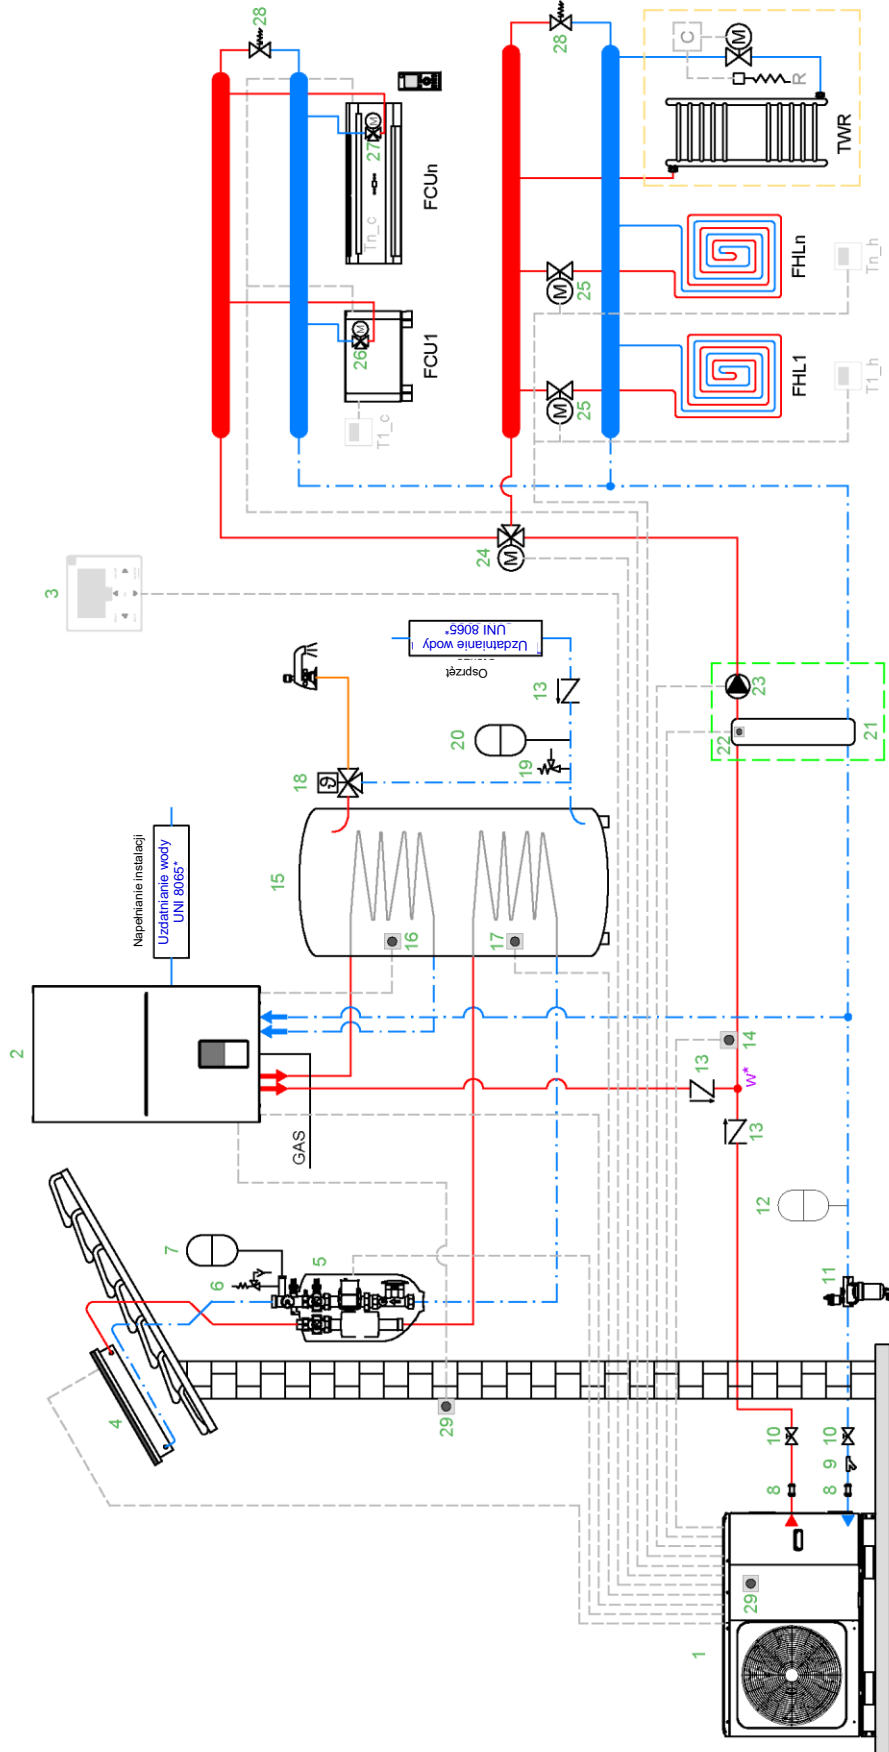 2
3
4
Napełnianie instalacji
Uzdatnianie wody
UNI 8065*
7
6
28
15
GAS
18
5
M
26
M
27
Tn_c
T1_c
16
FCU1
FCUn
29
Osprzęt
Uzdatnianie wody
UNI 8065*
20
24
M
17
19
13
28
M
25
M
25
C
M
R
1
13
14
w*
13
22
23
29
12
8
10
8
9
10
11
21
FHL1
FHLn
TWR
T1_h
Tn_h